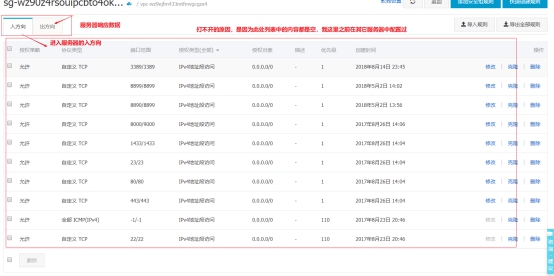 sg-wz9024rsouipcbto4ok...
/ vpc-wz9ejfm433mthnwgcgan4
教我设置 返回 添加安全组规则 快速创建规则
入方向 出方向 服务器响应数据
打不开的原因,是因为此处列表中的内容都是空,我这里之前在其它服务器中配置过
导入规则 导出全部规则
进入服务器的入方向
授权策略 协议类型 端口范围 授权类型(全部) 授权对象 描述 优先级 创建时间 操作
允许 自定义 TCP 3389/3389 IPv4地址段访问 0.0.0.0/0 - 1 2018年6月14日 23:45 修改 | 克隆 | 删除
允许 自定义 TCP 8899/8899 IPv4地址段访问 0.0.0.0/0 - 1 2018年5月2日 14:02 修改 | 克隆 | 删除
允许 自定义 TCP 8890/8899 IPv4地址段访问 0.0.0.0/0 - 1 2018年5月2日 13:56 修改 | 克隆 | 删除
允许 自定义 TCP 9000/9000 IPv4地址段访问 0.0.0.0/0 - 1 2017年8月26日 14:06 修改 | 克隆 | 删除
允许 自定义 TCP 1433/1433 IPv4地址段访问 0.0.0.0/0 - 1 2017年8月26日 14:04 修改 | 克隆 | 删除
允许 自定义 TCP 23/23 IPv4地址段访问 0.0.0.0/0 - 1 2017年8月26日 14:04 修改 | 克隆 | 删除
允许 自定义 TCP 80/80 IPv4地址段访问 0.0.0.0/0 - 1 2017年8月26日 14:04 修改 | 克隆 | 删除
允许 自定义 TCP 443/443 IPv4地址段访问 0.0.0.0/0 - 1 2017年8月26日 14:04 修改 | 克隆 | 删除
允许 全部 ICMP(IPv4) -1/-1 IPv4地址段访问 0.0.0.0/0 - 110 2017年8月23日 20:46 修改 | 克隆 | 删除
允许 自定义 TCP 22/22 IPv4地址段访问 0.0.0.0/0 - 110 2017年8月23日 20:46 修改 | 克隆 | 删除
删除